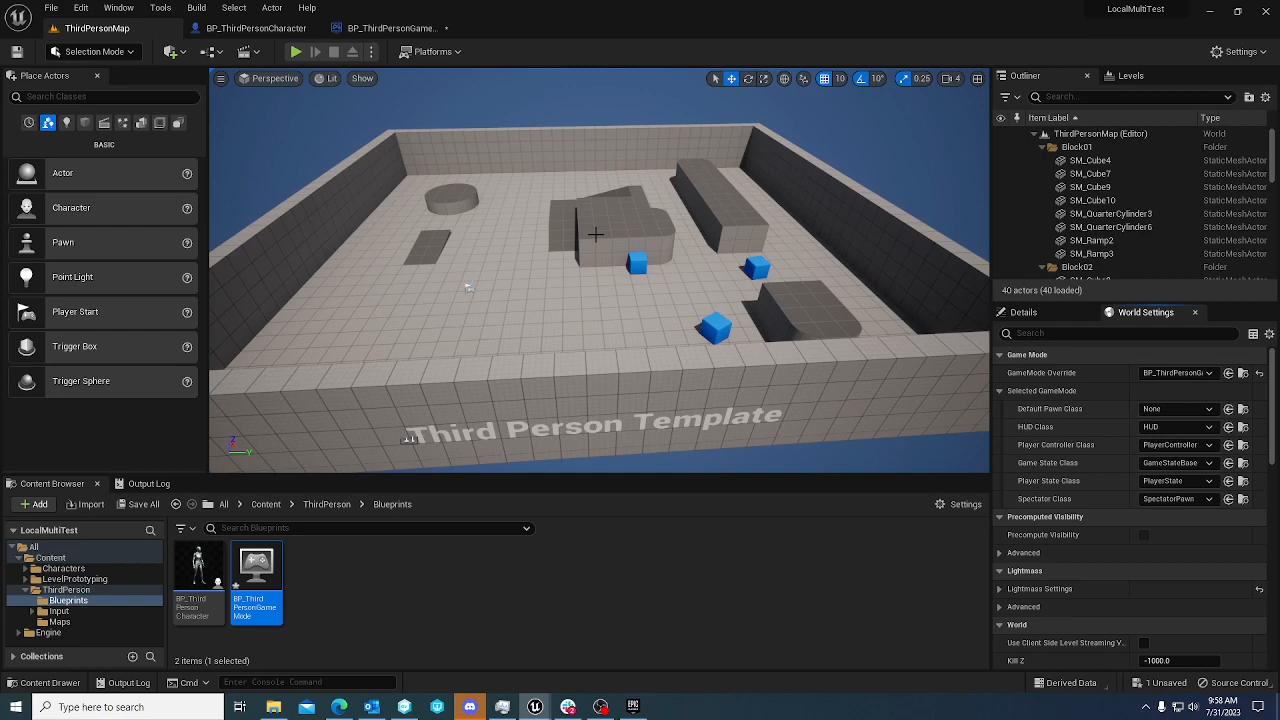 File Edit Window Tools Build Select Actor Help
LocalMultiTest
ThirdPersonMap
BP_ThirdPersonCharacter
BP_ThirdPersonGame...
Selection Mode
Platforms
Settings
Place Actors
Search Classes
BASIC
Actor
Character
Pawn
Point Light
Player Start
Trigger Box
Trigger Sphere
Perspective
Lit
Show
10
10°
0.25
4
Third Person Template
Z
Y
Outliner
Levels
Search...
Item Label
Type
ThirdPersonMap (Editor) World
Block01 Folder
SM_Cube4 StaticMeshActor
SM_Cube7 StaticMeshActor
SM_Cube9 StaticMeshActor
SM_Cube10 StaticMeshActor
SM_QuarterCylinder3 StaticMeshActor
SM_QuarterCylinder6 StaticMeshActor
SM_Ramp2 StaticMeshActor
SM_Ramp3 StaticMeshActor
Block02 Folder
40 actors (40 loaded)
Details
World Settings
Search
Game Mode
GameMode Override BP_ThirdPersonGi
Selected GameMode
Default Pawn Class None
HUD Class HUD
Player Controller Class PlayerController
Game State Class GameStateBase
Player State Class PlayerState
Spectator Class SpectatorPawn
Precomputed Visibility
Precompute Visibility
Advanced
Lightmass
Lightmass Settings
Advanced
World
Use Client Side Level Streaming V...
Kill Z -1000.0
Content Browser
Output Log
Add
Import
Save All
All
Content
ThirdPerson
Blueprints
Settings
LocalMultiTest
All
Content
Characters
LevelPrototyping
ThirdPerson
Blueprints
Input
Maps
Engine
Collections
Search Blueprints
BP_Third
Person
Character
BP_Third
PersonGame
Mode
2 items (1 selected)
Content Drawer
Output Log
Cmd
Enter Console Command
Derived Data
1 Unsaved
Source Control
Type here to search
9:58 AM
7/31/2023